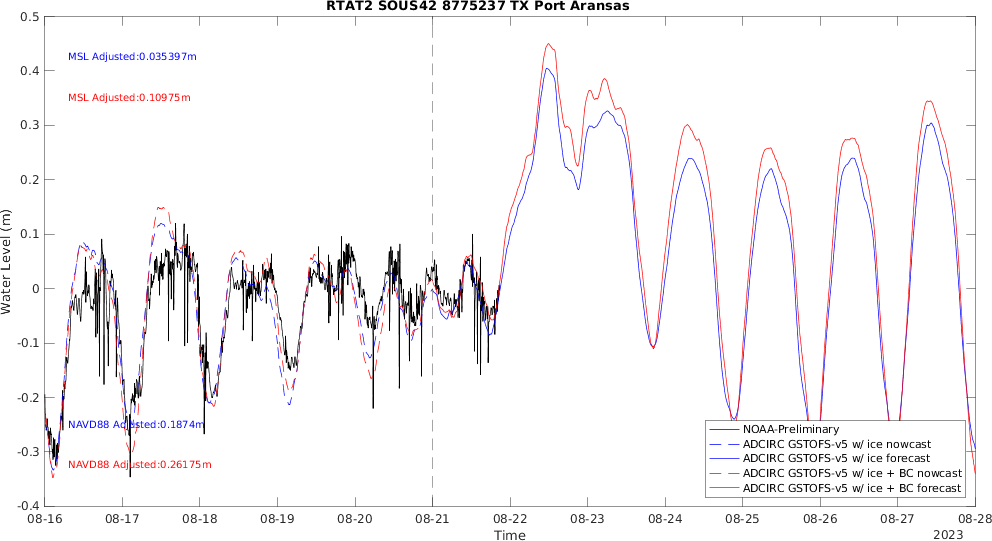 RTAT2 SOUS42 8775237 TX Port Aransas
0.5
0.4
0.3
0.2
0.1
0
-0.1
-0.2
-0.3
-0.4
Water Level (m)
MSL Adjusted:0.035397m
MSL Adjusted:0.10975m
NAVD88 Adjusted:0.1874m
NAVD88 Adjusted:0.26175m
NOAA-Preliminary
ADCIRC GSTOFS-v5 w/ ice nowcast
ADCIRC GSTOFS-v5 w/ ice forecast
ADCIRC GSTOFS-v5 w/ ice + BC nowcast
ADCIRC GSTOFS-v5 w/ ice + BC forecast
08-16 08-17 08-18 08-19 08-20 08-21 08-22 08-23 08-24 08-25 08-26 08-27 08-28
Time
2023